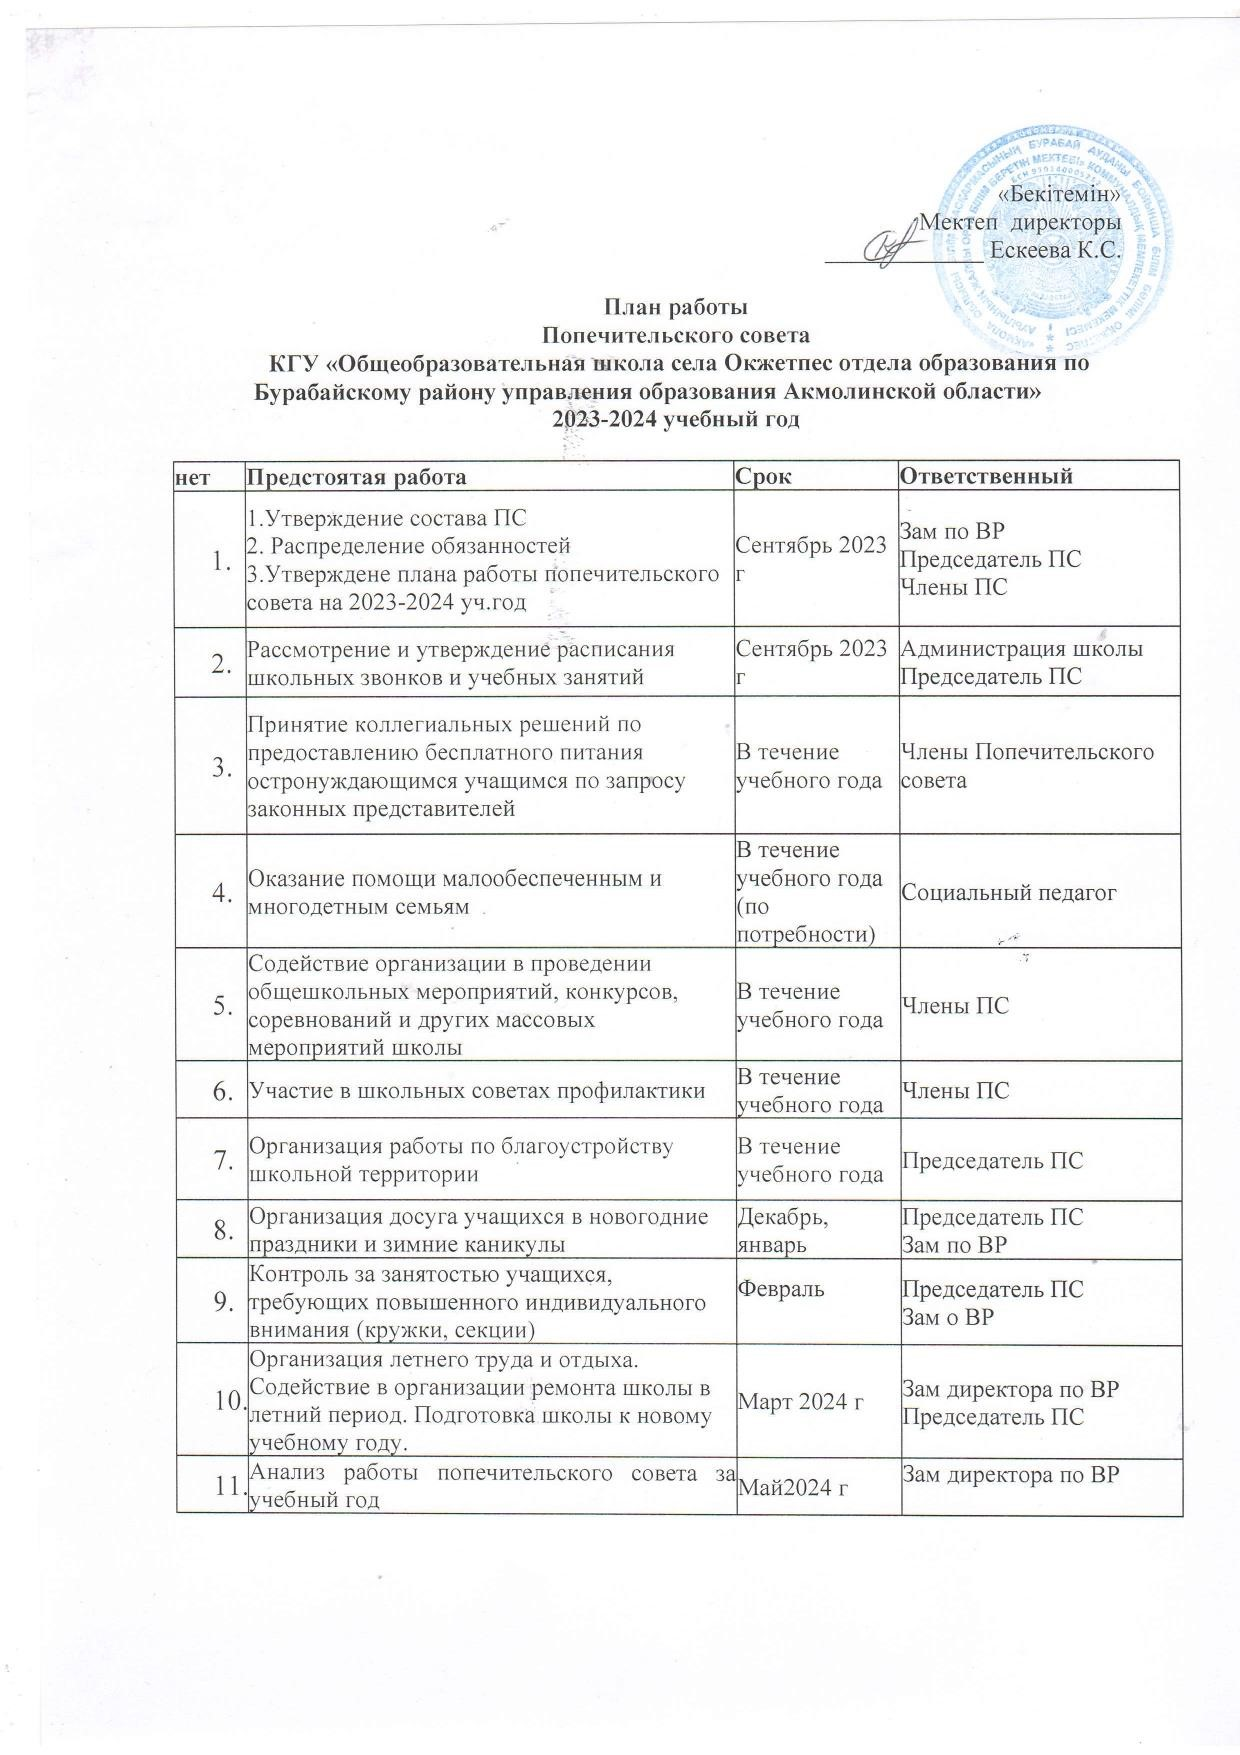 «Бекітемін»
Мектеп директоры
Ескеева К.С.
План работы
Попечительского совета
КГУ «Общеобразовательная школа села Окжетпес отдела образования по
Бурабайскому району управления образования Акмолинской области»
2023-2024 учебный год
нет Предстоятая работа Срок Ответственный
1.
1.Утверждение состава ПС
2. Распределение обязанностей
3.Утверждене плана работы попечительского
совета на 2023-2024 уч.год
Сентябрь 2023
г
Зам по ВР
Председатель ПС
Члены ПС
2.
Рассмотрение и утверждение расписания
школьных звонков и учебных занятий
Сентябрь 2023
г
Администрация школы
Председатель ПС
3.
Принятие коллегиальных решений по
предоставлению бесплатного питания
остронуждающимся учащимся по запросу
законных представителей
В течение
учебного года
Члены Попечительского
совета
4.
Оказание помощи малообеспеченным и
многодетным семьям
В течение
учебного года
(по
потребности)
Социальный педагог
5.
Содействие организации в проведении
общешкольных мероприятий, конкурсов,
соревнований и других массовых
мероприятий школы
В течение
учебного года
Члены ПС
6.
Участие в школьных советах профилактики
В течение
учебного года
Члены ПС
7.
Организация работы по благоустройству
школьной территории
В течение
учебного года
Председатель ПС
8.
Организация досуга учащихся в новогодние
праздники и зимние каникулы
Декабрь,
январь
Председатель ПС
Зам по ВР
9.
Контроль за занятостью учащихся,
требующих повышенного индивидуального
внимания (кружки, секции)
Февраль
Председатель ПС
Зам о ВР
10.
Организация летнего труда и отдыха.
Содействие в организации ремонта школы в
летний период. Подготовка школы к новому
учебному году.
Март 2024 г
Зам директора по ВР
Председатель ПС
11.
Анализ работы попечительского совета за
учебный год
Май2024 г
Зам директора по ВР